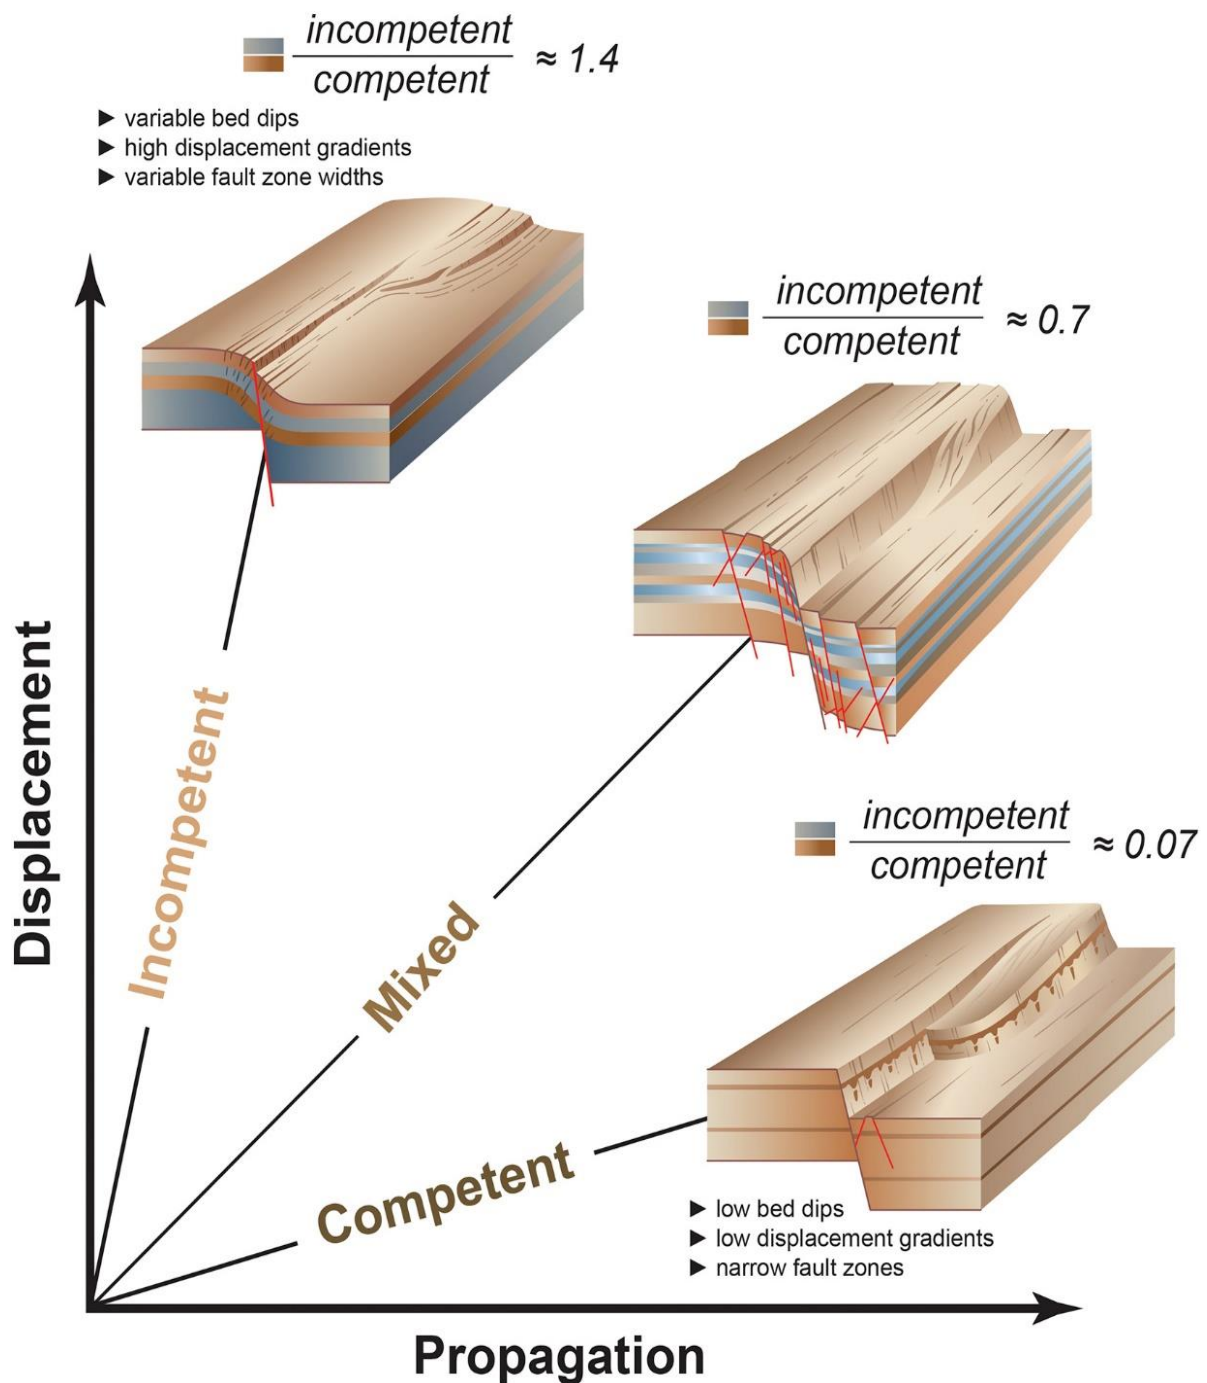 incompetent
competent
≈ 1.4
► variable bed dips
► high displacement gradients
► variable fault zone widths
incompetent
competent
≈ 0.7
incompetent
competent
≈ 0.07
Displacement
Incompetent
Mixed
Competent
► low bed dips
► low displacement gradients
► narrow fault zones
Propagation